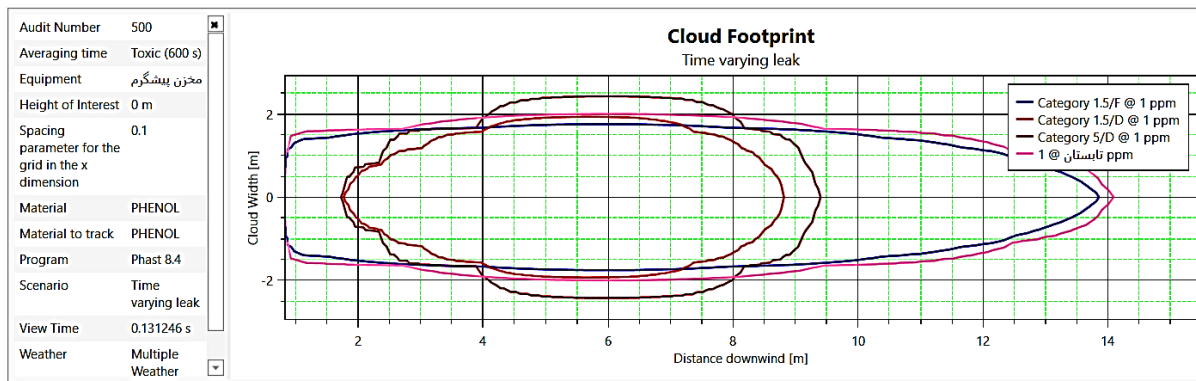 Audit Number 500
Averaging time Toxic (600 s)
Equipment مخزن پیشگرم
Height of Interest 0 m
Spacing 0.1
parameter for the
grid in the x
dimension
Material PHENOL
Material to track PHENOL
Program Phast 8.4
Scenario Time
varying leak
View Time 0.131246 s
Weather Multiple
Weather
Cloud Footprint
Time varying leak
Category 1.5/F @ 1 ppm
Category 1.5/D @ 1 ppm
Category 5/D @ 1 ppm
1 @ تابستان ppm
Cloud Width [m]
2
0
-2
2 4 6 8 10 12 14
Distance downwind [m]